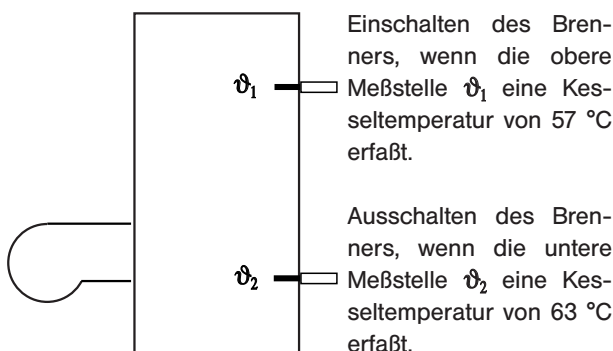 Einschalten des Bren-
ners, wenn die obere
ϑ₁ Meßstelle ϑ₁ eine Kes-
seltemperatur von 57 °C
erfaßt.
Ausschalten des Bren-
ners, wenn die untere
ϑ₂ Meßstelle ϑ₂ eine Kes-
seltemperatur von 63 °C
erfaßt.